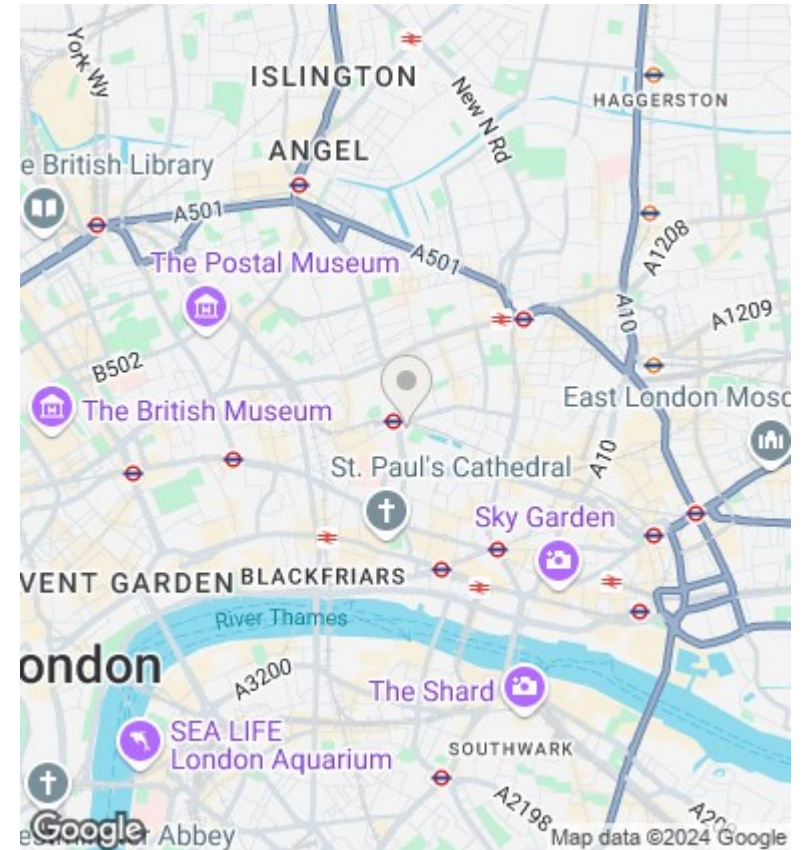 York Wy
ISLINGTON
New N Rd
HAGGERSTON
ANGEL
e British Library
A501
A1208
The Postal Museum
A501
A10
A1209
B502
The British Museum
East London Mosq
A10
St. Paul's Cathedral
Sky Garden
VENT GARDEN
BLACKFRIARS
River Thames
ondon
A3200
The Shard
SEA LIFE
London Aquarium
SOUTHWARK
A2198
Google
Abbey
Map data ©2024 Google